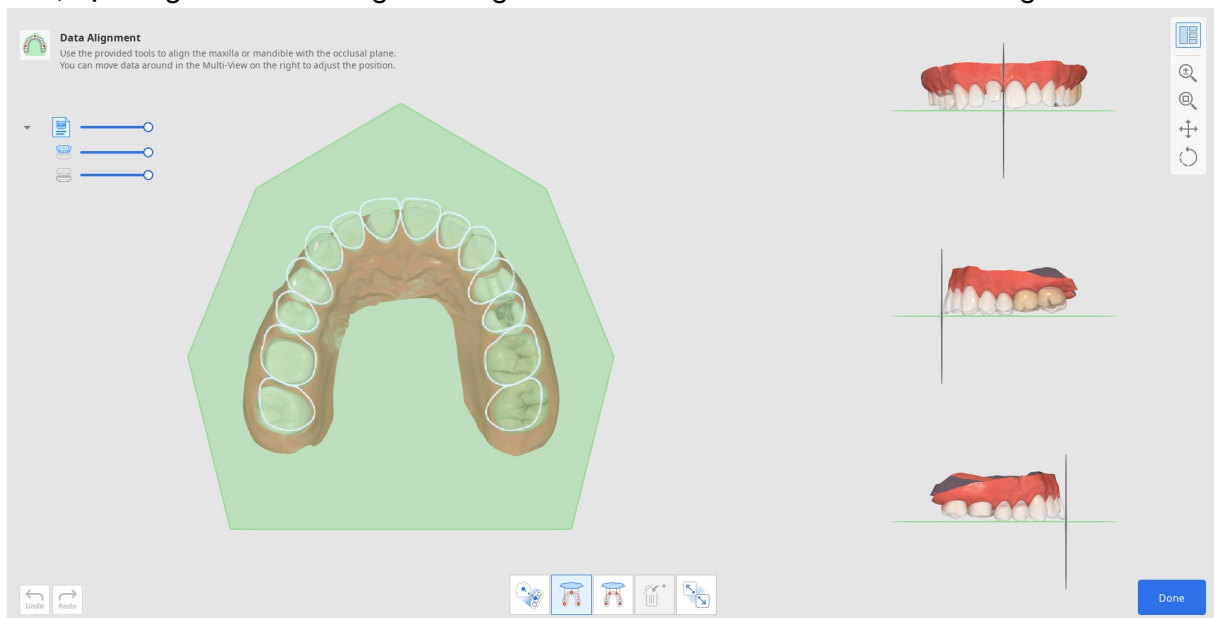 Data Alignment
Use the provided tools to align the maxilla or mandible with the occlusal plane.
You can move data around in the Multi-View on the right to adjust the position.
Undo
Redo
Done